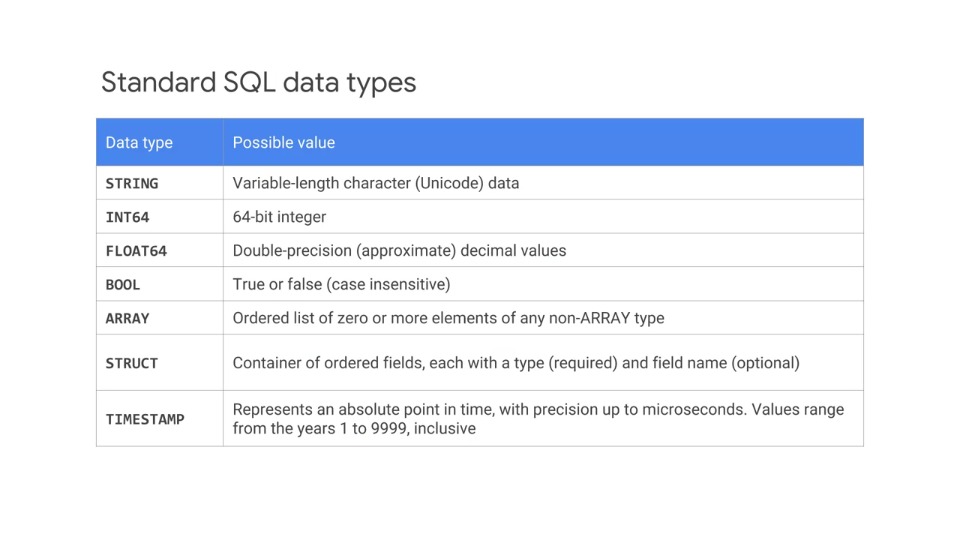 Standard SQL data types
Data type
Possible value
STRING
Variable-length character (Unicode) data
INT64
64-bit integer
FLOAT64
Double-precision (approximate) decimal values
BOOL
True or false (case insensitive)
ARRAY
Ordered list of zero or more elements of any non-ARRAY type
STRUCT
Container of ordered fields, each with a type (required) and field name (optional)
TIMESTAMP
Represents an absolute point in time, with precision up to microseconds. Values range
from the years 1 to 9999, inclusive